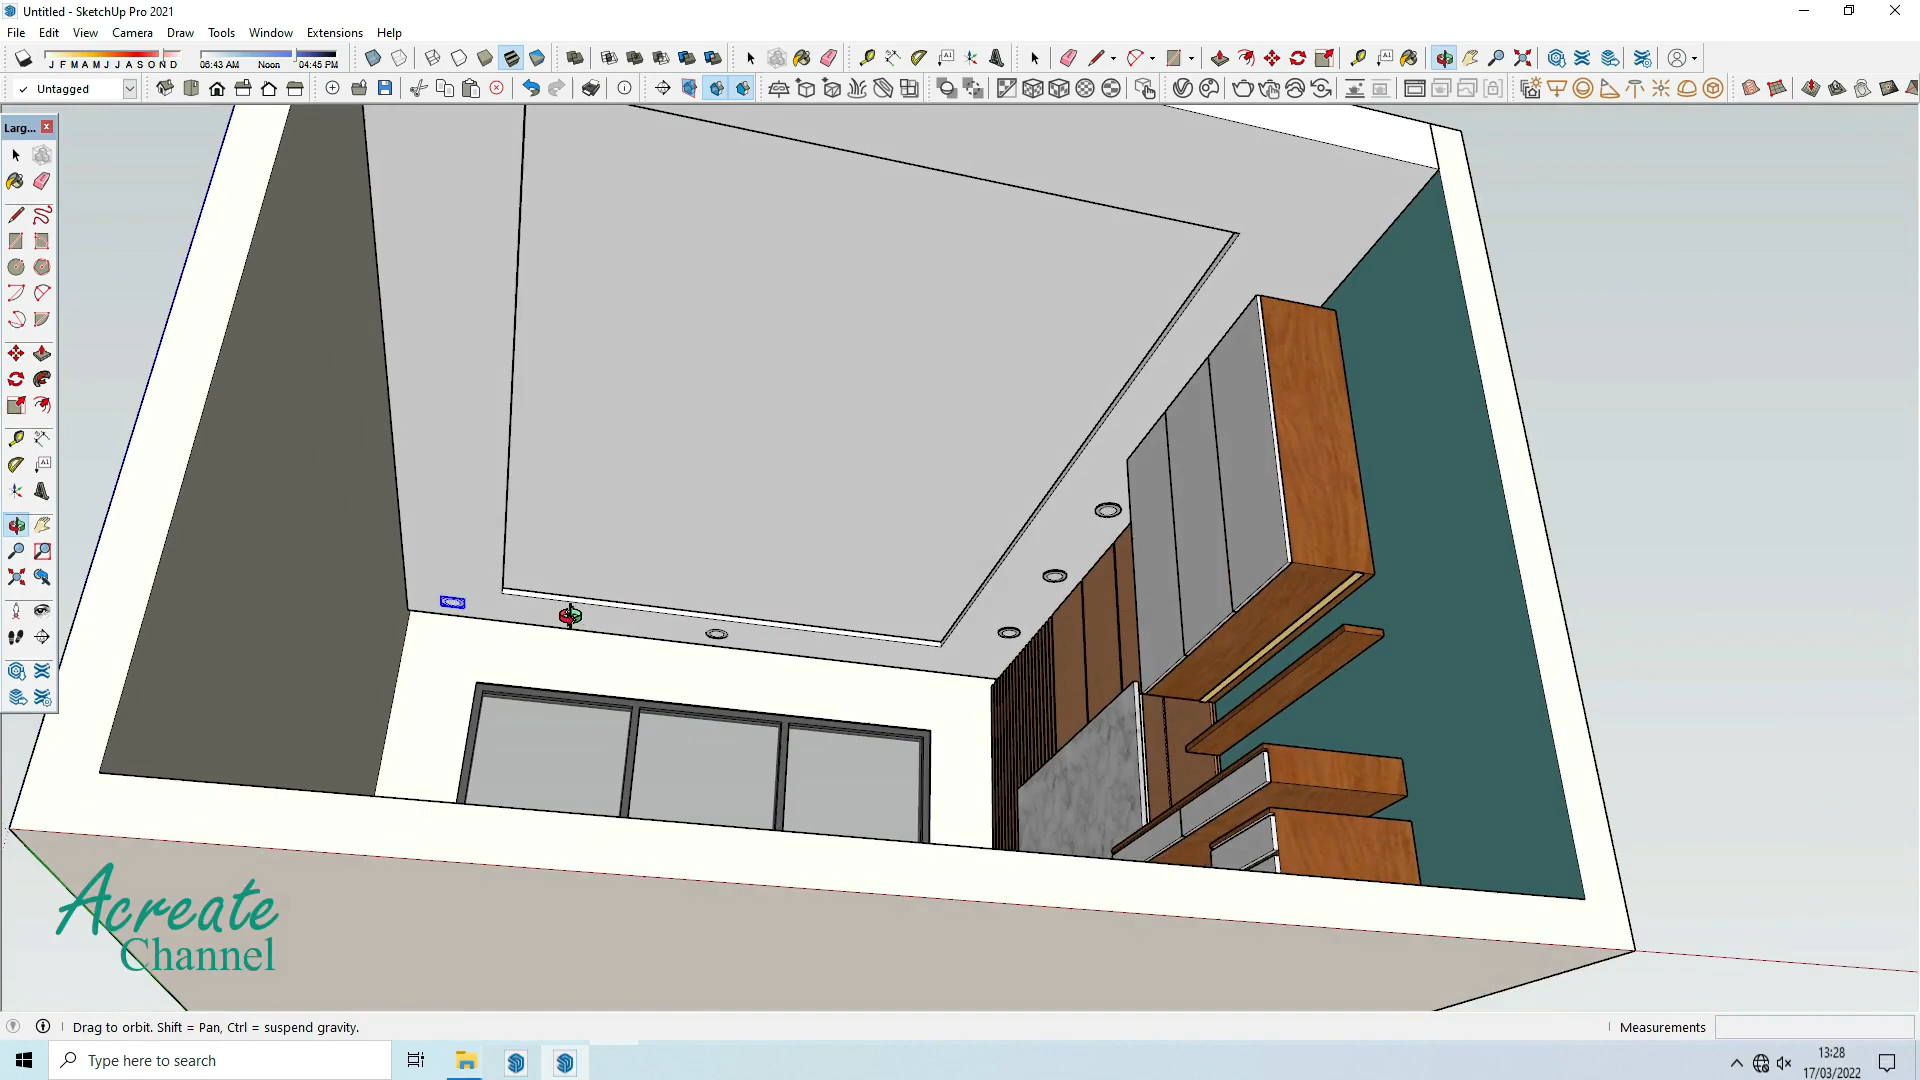 Untitled - SketchUp Pro 2021
File Edit View Camera Draw Tools Window Extensions Help
J F M A M J J A S O N D 06:43 AM Noon 04:45 PM
✓ Untagged
Larg...
A1
Acreate
Channel
Drag to orbit. Shift = Pan, Ctrl = suspend gravity.
Measurements
Type here to search
13:28
17/03/2022